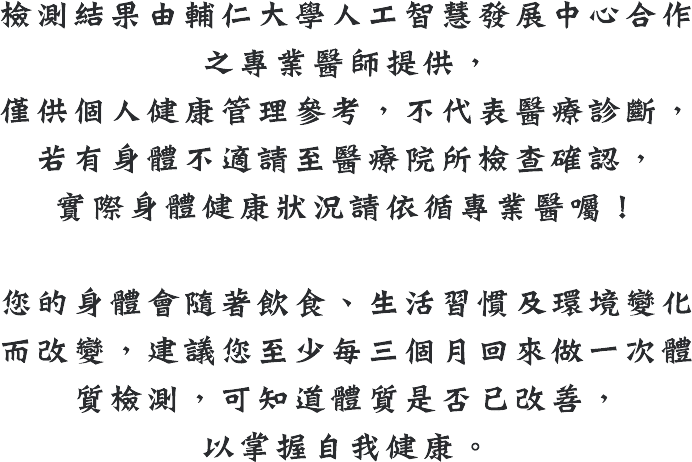 檢測結果由輔仁大學人工智慧發展中心合作
之專業醫師提供，
僅供個人健康管理參考，不代表醫療診斷，
若有身體不適請至醫療院所檢查確認，
實際身體健康狀況請依循專業醫囑！
您的身體會隨著飲食、生活習慣及環境變化
而改變，建議您至少每三個月回來做一次體
質檢測，可知道體質是否已改善，
以掌握自我健康。